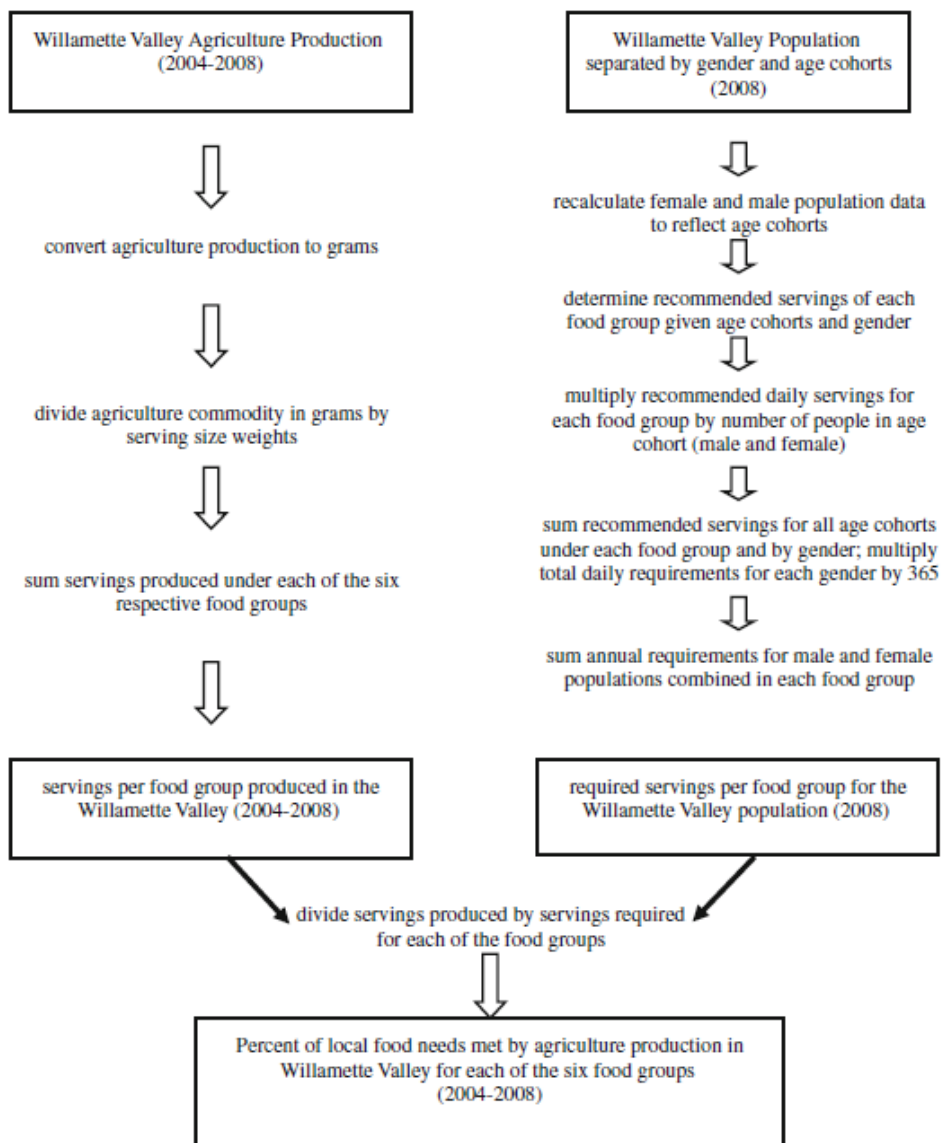 Willamette Valley Agriculture Production
(2004-2008)
convert agriculture production to grams
divide agriculture commodity in grams by
serving size weights
sum servings produced under each of the six
respective food groups
servings per food group produced in the
Willamette Valley (2004-2008)
Willamette Valley Population
separated by gender and age cohorts
(2008)
recalculate female and male population data
to reflect age cohorts
determine recommended servings of each
food group given age cohorts and gender
multiply recommended daily servings for
each food group by number of people in age
cohort (male and female)
sum recommended servings for all age cohorts
under each food group and by gender; multiply
total daily requirements for each gender by 365
sum annual requirements for male and female
populations combined in each food group
required servings per food group for the
Willamette Valley population (2008)
divide servings produced by servings required
for each of the food groups
Percent of local food needs met by agriculture production in
Willamette Valley for each of the six food groups
(2004-2008)